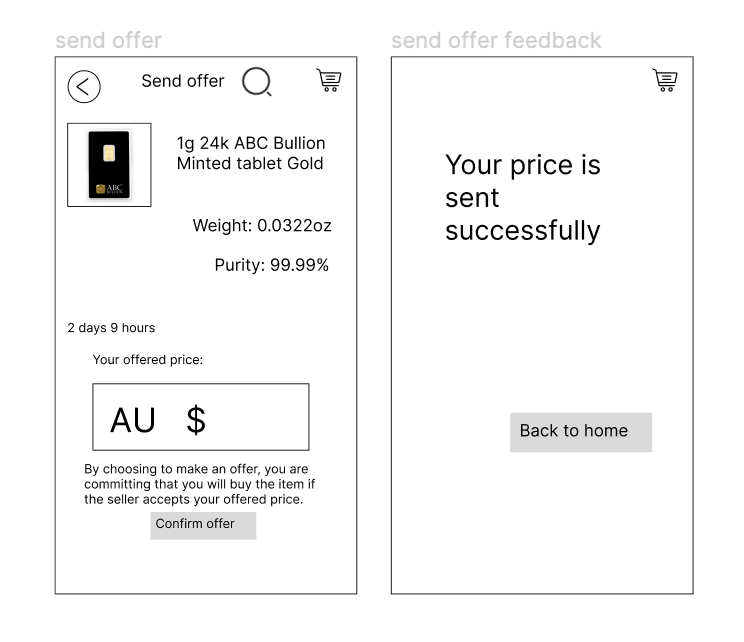 send offer
Send offer
1g 24k ABC Bullion
Minted tablet Gold
ABC
BULLION
Weight: 0.0322oz
Purity: 99.99%
2 days 9 hours
Your offered price:
AU $
By choosing to make an offer, you are
committing that you will buy the item if
the seller accepts your offered price.
Confirm offer
send offer feedback
Your price is
sent
successfully
Back to home